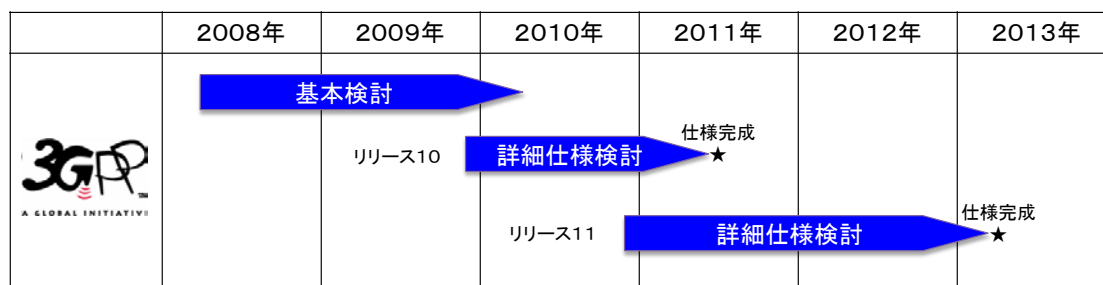 2008年 2009年 2010年 2011年 2012年 2013年
基本検討
3GPP™
A GLOBAL INITIATIVE
リリース10 詳細仕様検討 仕様完成
★
リリース11 詳細仕様検討 仕様完成
★